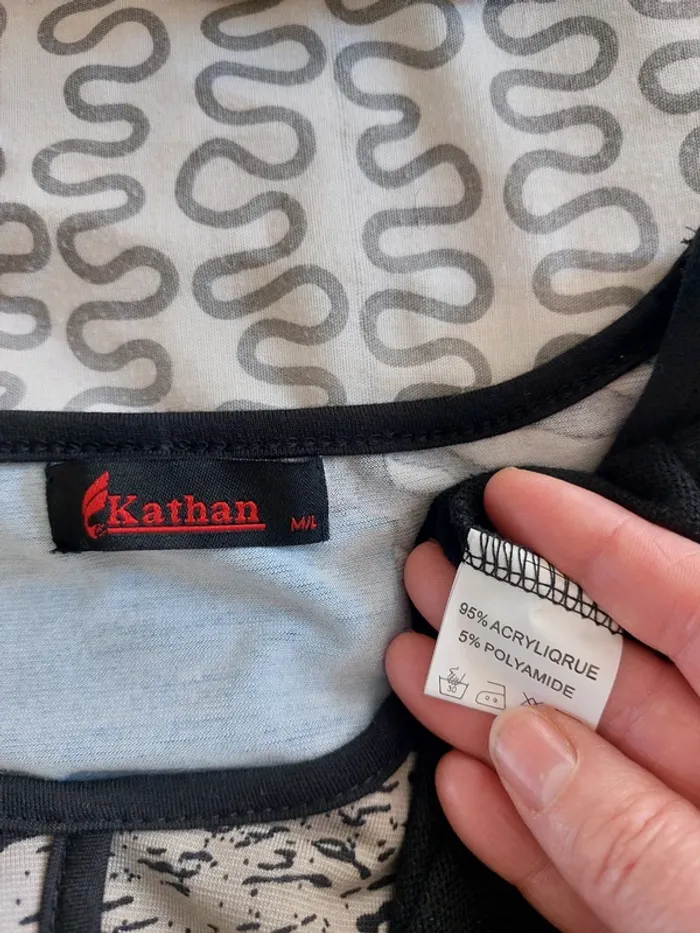 Kathan
M/L
95% ACRYLIQRUE
5% POLYAMIDE
30